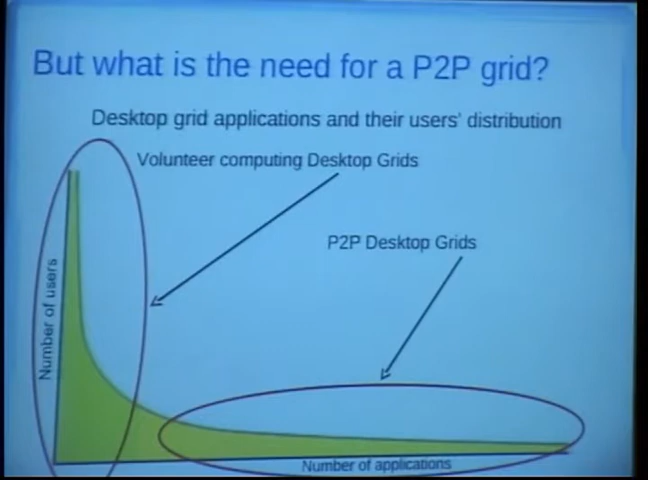 But what is the need for a P2P grid?
Desktop grid applications and their users' distribution
Volunteer computing Desktop Grids
P2P Desktop Grids
Number of users
Number of applications